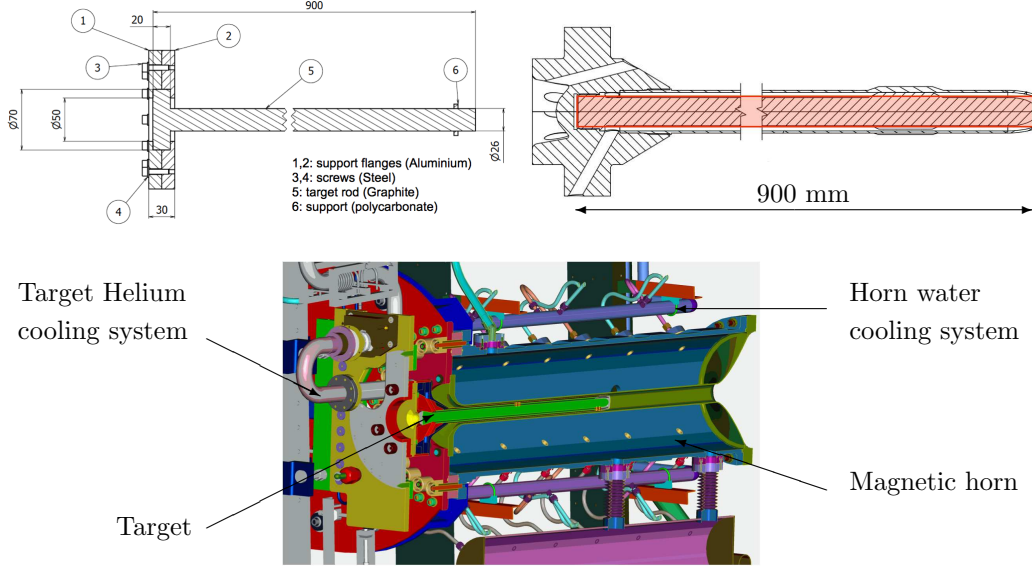 900
20
1
2
3
5
6
Ø70
Ø50
Ø26
1,2: support flanges (Aluminium)
3,4: screws (Steel)
5: target rod (Graphite)
6: support (polycarbonate)
4
30
900 mm
Target Helium
cooling system
Horn water
cooling system
Magnetic horn
Target